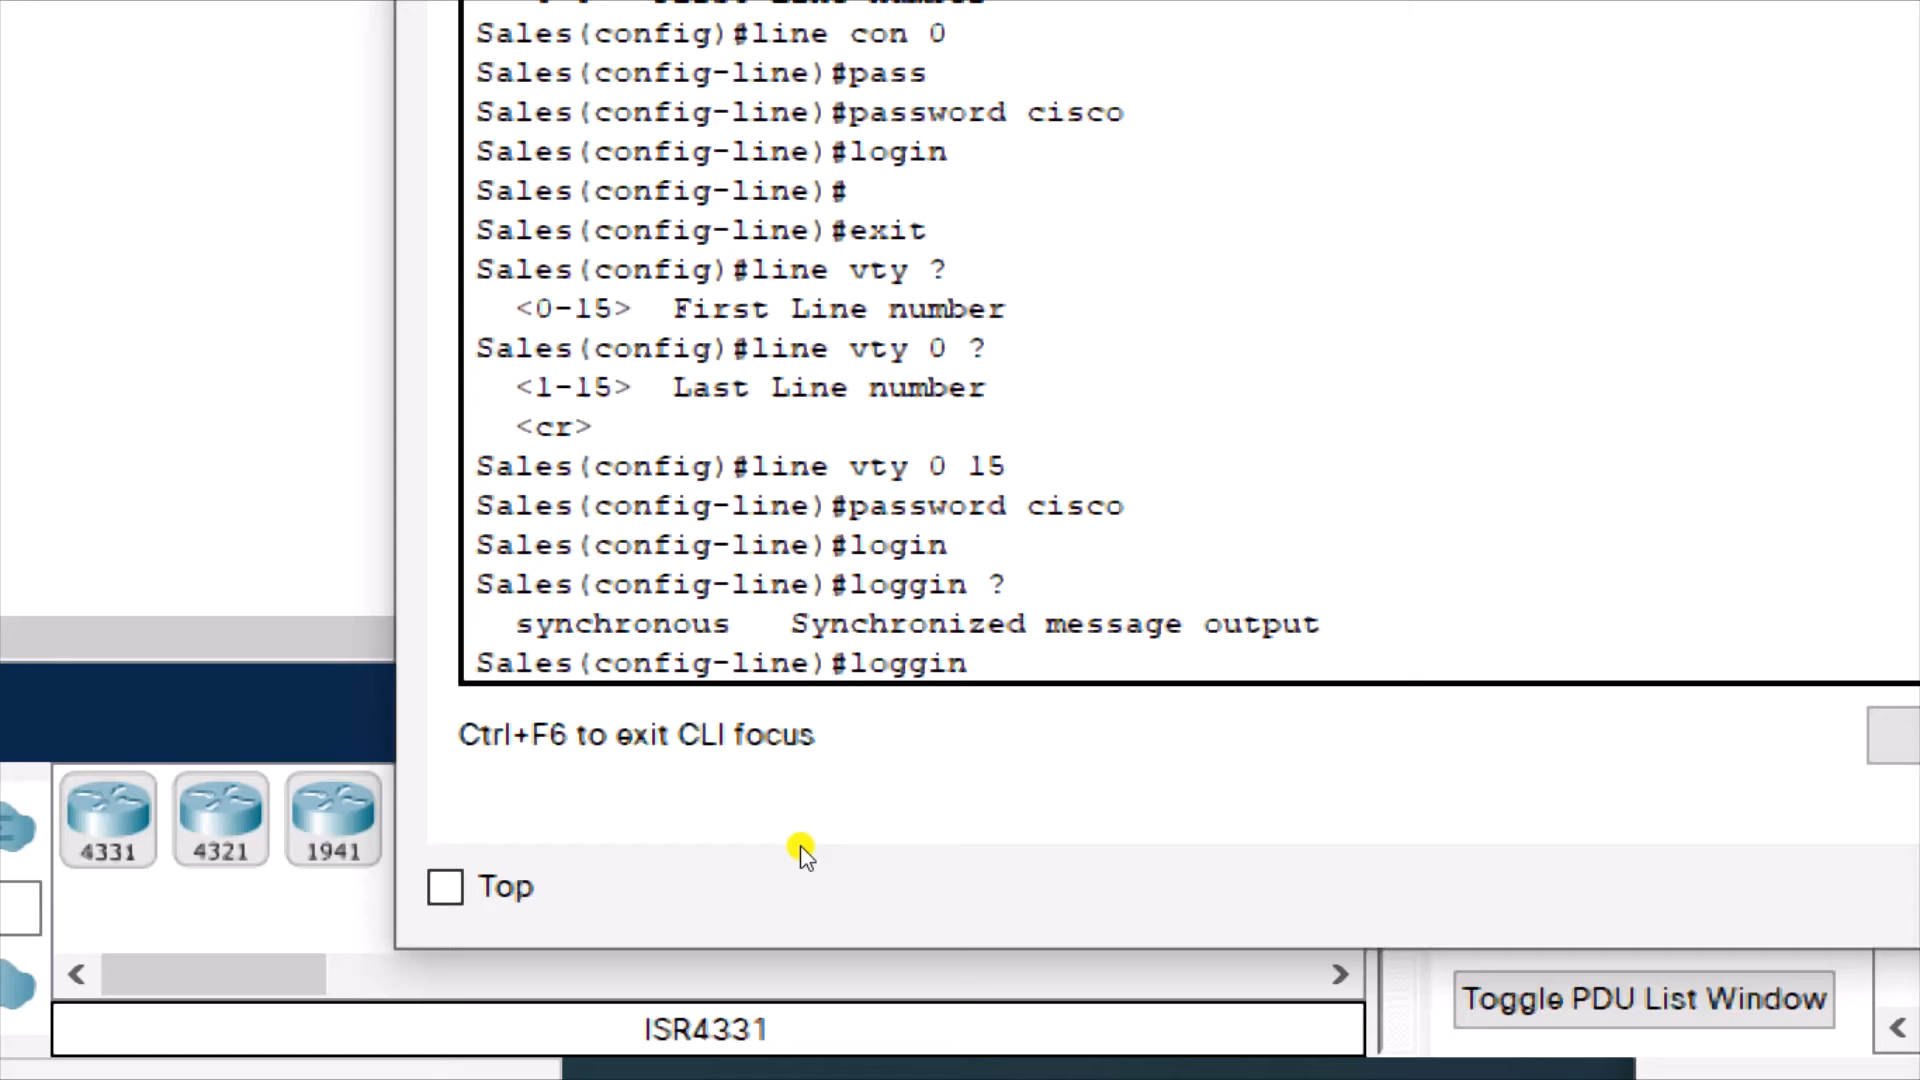 Sales(config)#line con 0
Sales(config-line)#pass
Sales(config-line)#password cisco
Sales(config-line)#login
Sales(config-line)#
Sales(config-line)#exit
Sales(config)#line vty ?
<0-15> First Line number
Sales(config)#line vty 0 ?
<1-15> Last Line number
<cr>
Sales(config)#line vty 0 15
Sales(config-line)#password cisco
Sales(config-line)#login
Sales(config-line)#loggin ?
synchronous Synchronized message output
Sales(config-line)#loggin
Ctrl+F6 to exit CLI focus
4331 4321 1941
Top
Toggle PDU List Window
ISR4331